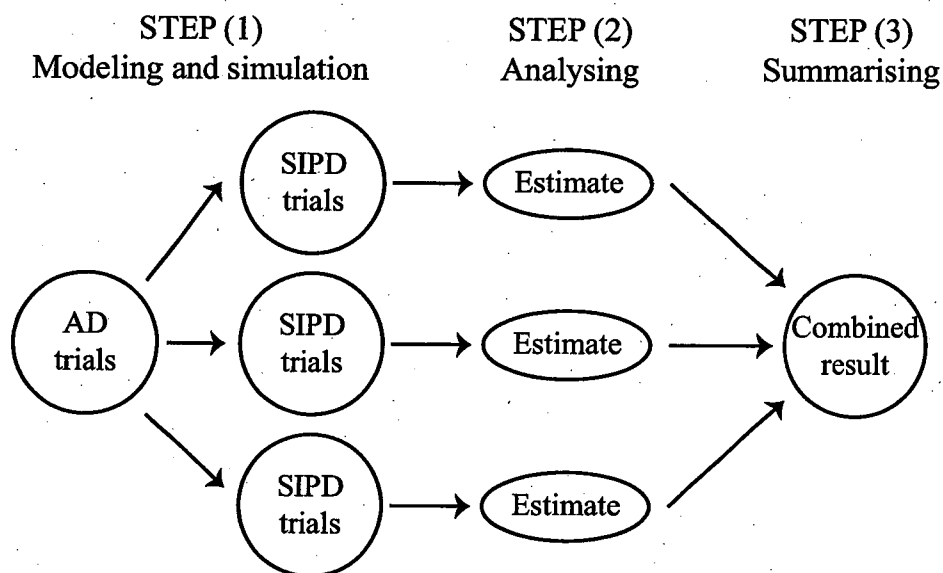 STEP (1)
Modeling and simulation
STEP (2)
Analysing
STEP (3)
Summarising
SIPD
trials
Estimate
AD
trials
SIPD
trials
Estimate
Combined
result
SIPD
trials
Estimate